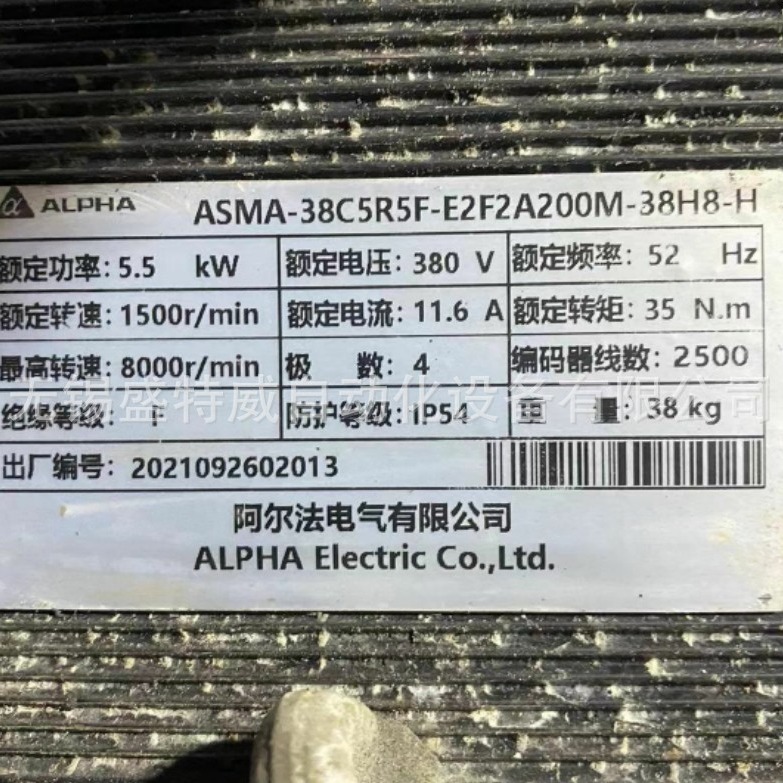 α ALPHA ASMA-38C5R5F-E2F2A200M-38H8-H
额定功率: 5.5 kW 额定电压: 380 V 额定频率: 52 Hz
额定转速: 1500r/min 额定电流: 11.6 A 额定转矩: 35 N.m
最高转速: 8000r/min 极 数: 4 编码器线数: 2500
无锡盛特威自动化设备有限公司
绝缘等级: F 防护等级: IP54 重 量: 38 kg
出厂编号: 2021092602013
阿尔法电气有限公司
ALPHA Electric Co.,Ltd.